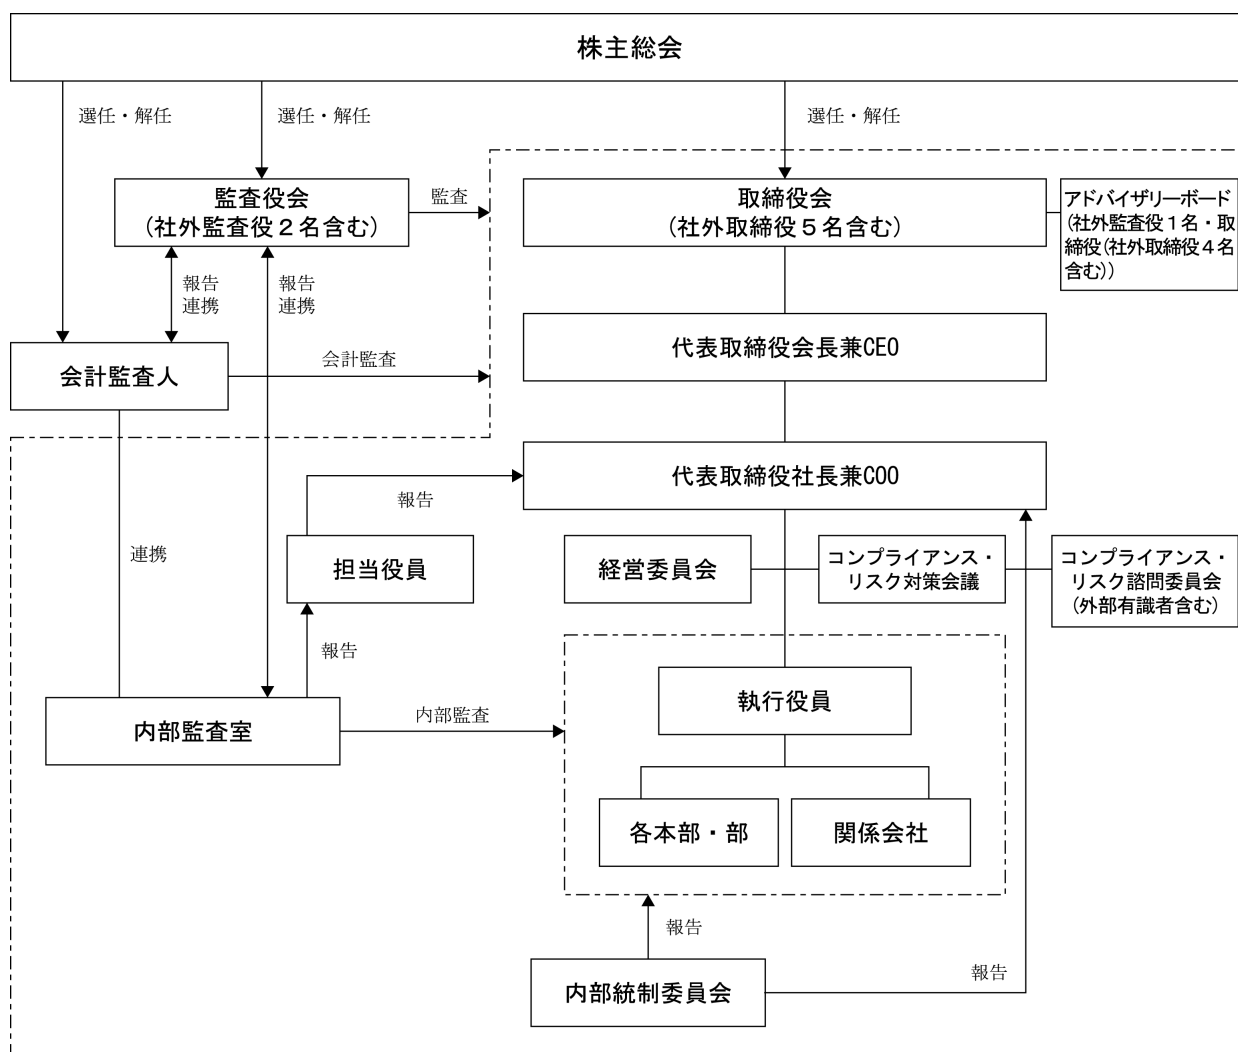 株主総会
選任・解任
選任・解任
選任・解任
監査役会
(社外監査役２名含む)
監査
取締役会
(社外取締役５名含む)
アドバイザリーボード
(社外監査役１名・取
締役(社外取締役４名
含む))
報告
連携
報告
連携
代表取締役会長兼CEO
会計監査人
会計監査
代表取締役社長兼COO
報告
連携
担当役員
経営委員会
コンプライアンス・
リスク対策会議
コンプライアンス・
リスク諮問委員会
(外部有識者含む)
報告
内部監査室
内部監査
執行役員
各本部・部
関係会社
報告
内部統制委員会
報告